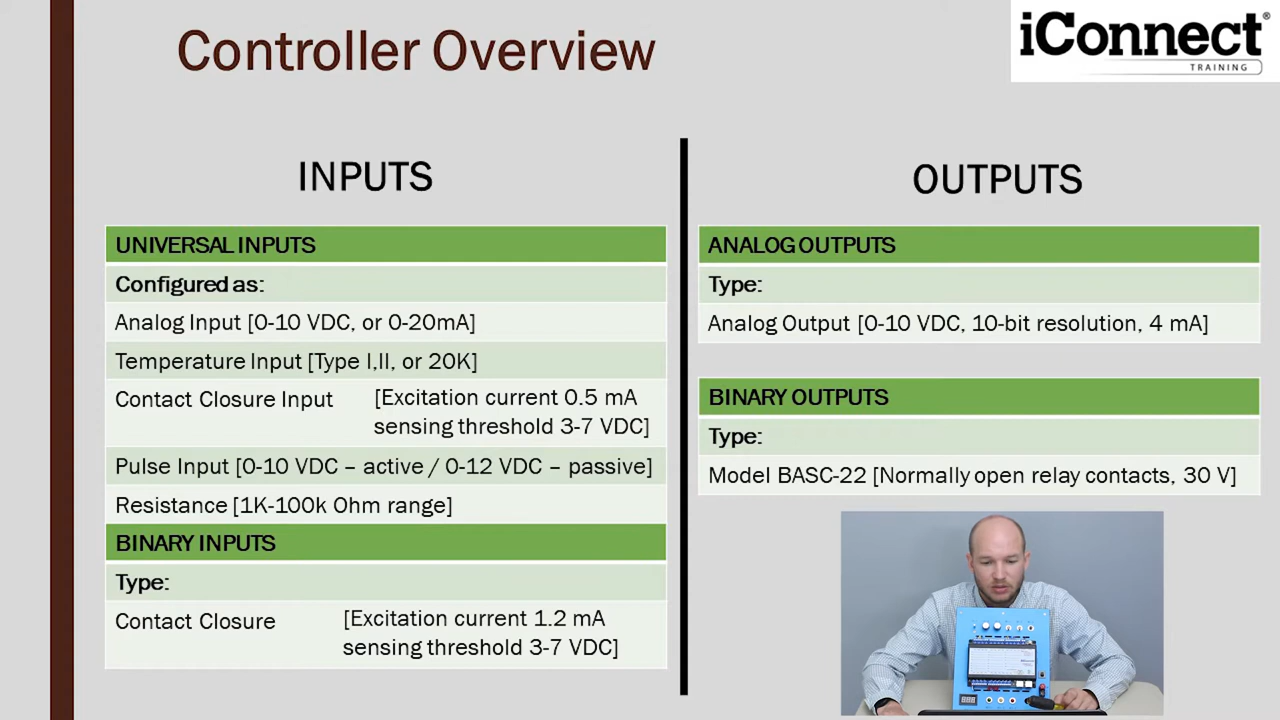 Controller Overview
iConnect®
TRAINING
INPUTS
UNIVERSAL INPUTS
Configured as:
Analog Input [0-10 VDC, or 0-20mA]
Temperature Input [Type I,II, or 20K]
Contact Closure Input [Excitation current 0.5 mA
sensing threshold 3-7 VDC]
Pulse Input [0-10 VDC – active / 0-12 VDC – passive]
Resistance [1K-100k Ohm range]
BINARY INPUTS
Type:
Contact Closure [Excitation current 1.2 mA
sensing threshold 3-7 VDC]
OUTPUTS
ANALOG OUTPUTS
Type:
Analog Output [0-10 VDC, 10-bit resolution, 4 mA]
BINARY OUTPUTS
Type:
Model BASC-22 [Normally open relay contacts, 30 V]